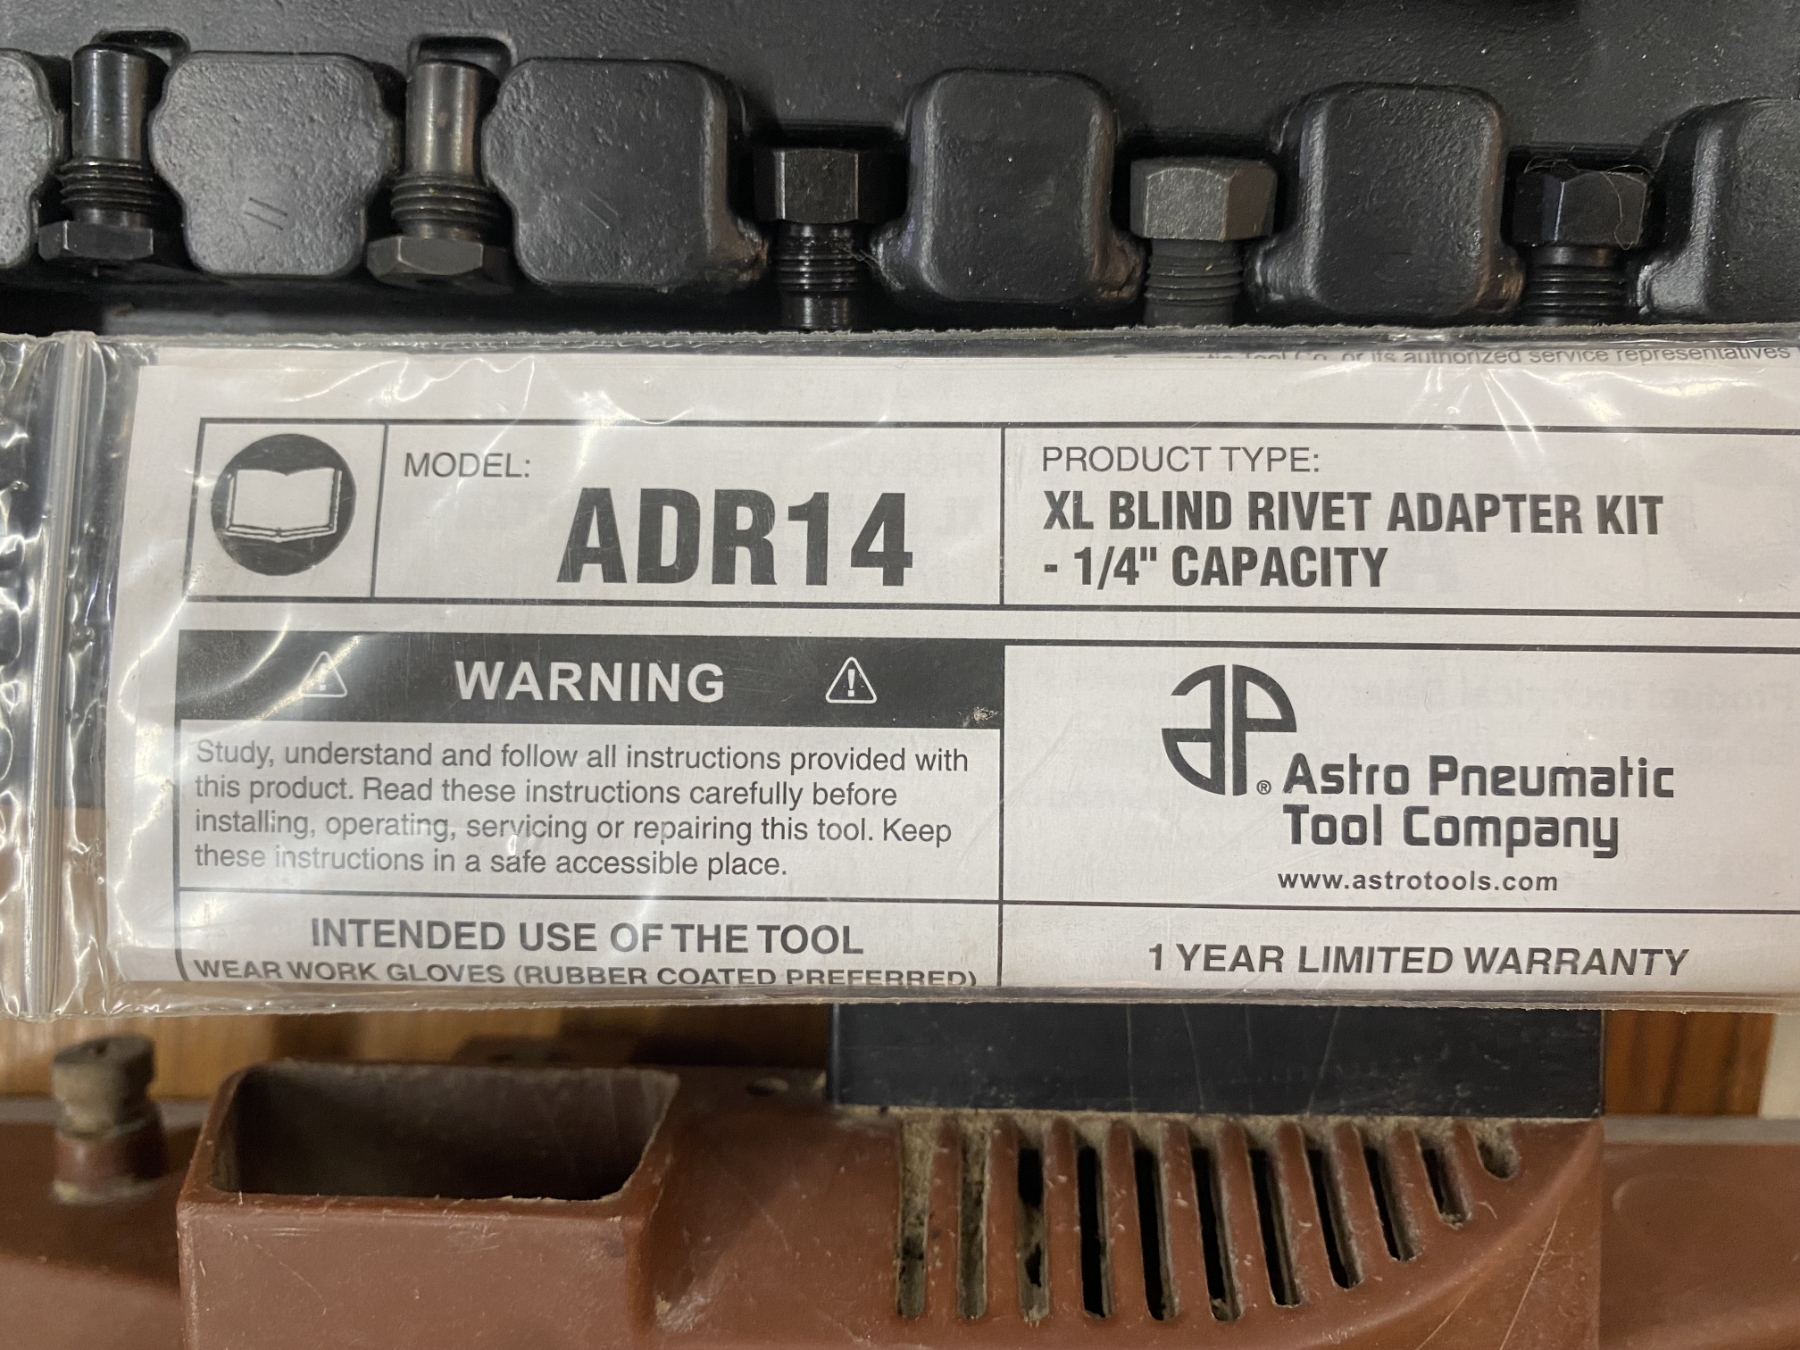 Tool Co. or its authorized service representatives
MODEL:
ADR14
PRODUCT TYPE:
XL BLIND RIVET ADAPTER KIT
- 1/4" CAPACITY
WARNING
Study, understand and follow all instructions provided with
this product. Read these instructions carefully before
installing, operating, servicing or repairing this tool. Keep
these instructions in a safe accessible place.
AP® Astro Pneumatic
Tool Company
www.astrotools.com
INTENDED USE OF THE TOOL
WEAR WORK GLOVES (RUBBER COATED PREFERRED)
1 YEAR LIMITED WARRANTY